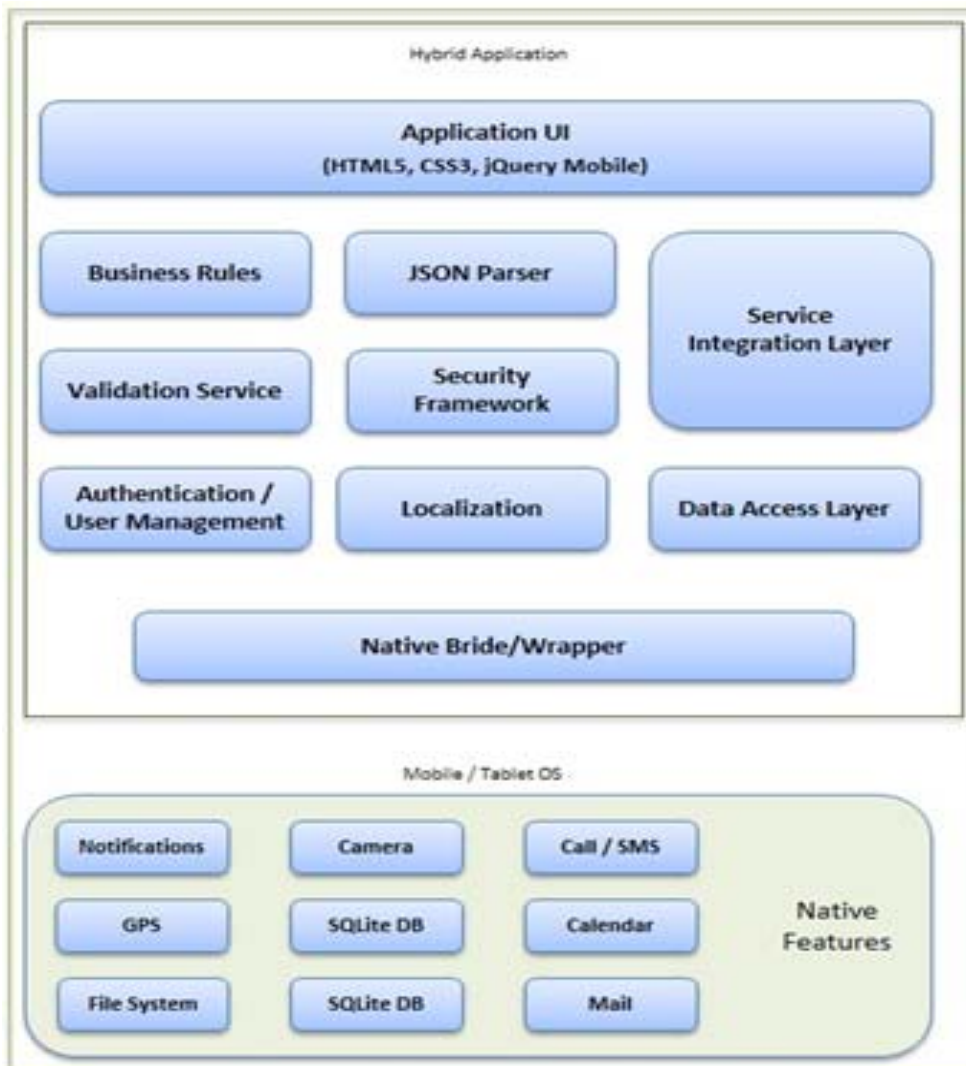 Hybrid Application
Application UI
(HTML5, CSS3, jQuery Mobile)
Business Rules
JSON Parser
Service
Integration Layer
Validation Service
Security
Framework
Authentication /
User Management
Localization
Data Access Layer
Native Bride/Wrapper
Mobile / Tablet OS
Notifications
Camera
Call / SMS
GPS
SQLite DB
Calendar
Native
Features
File System
SQLite DB
Mail